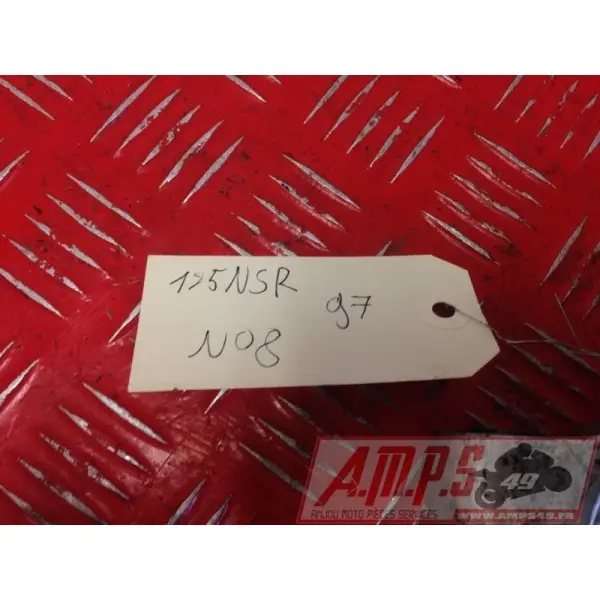 125NSR 97
N08
A.M.P.S 49
ANJOU MOTO PIECES SERVICES
WWW.AMPS49.FR